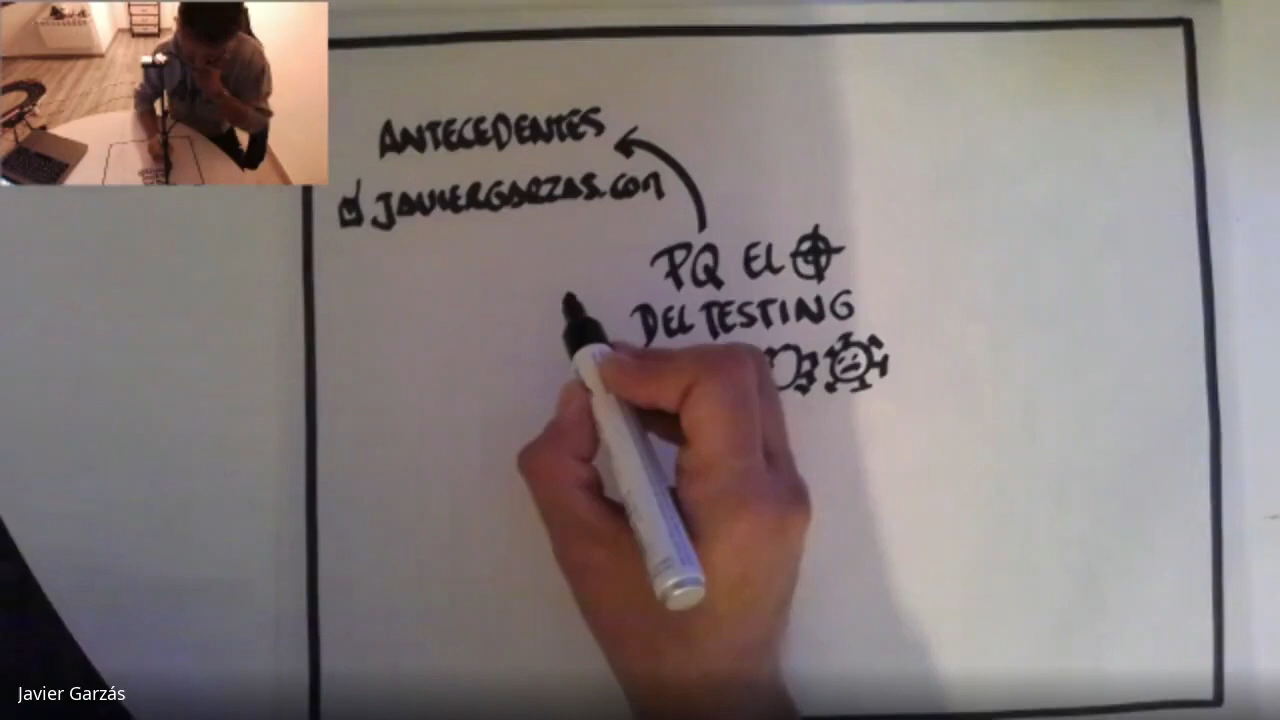 ANTECEDENTES
JAVIERGARZAS.COM
PQ EL
DEL TESTING
Javier Garzás